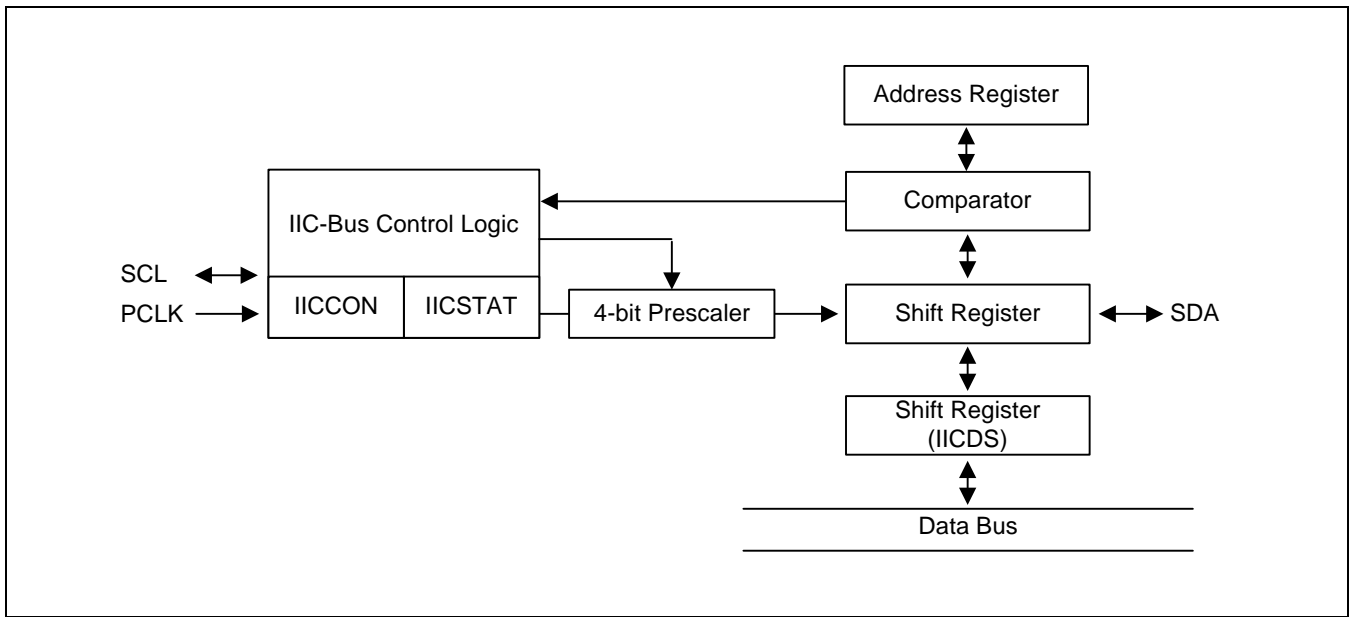 Address Register
Comparator
IIC-Bus Control Logic
SCL
PCLK
IICCON
IICSTAT
4-bit Prescaler
Shift Register
SDA
Shift Register
(IICDS)
Data Bus